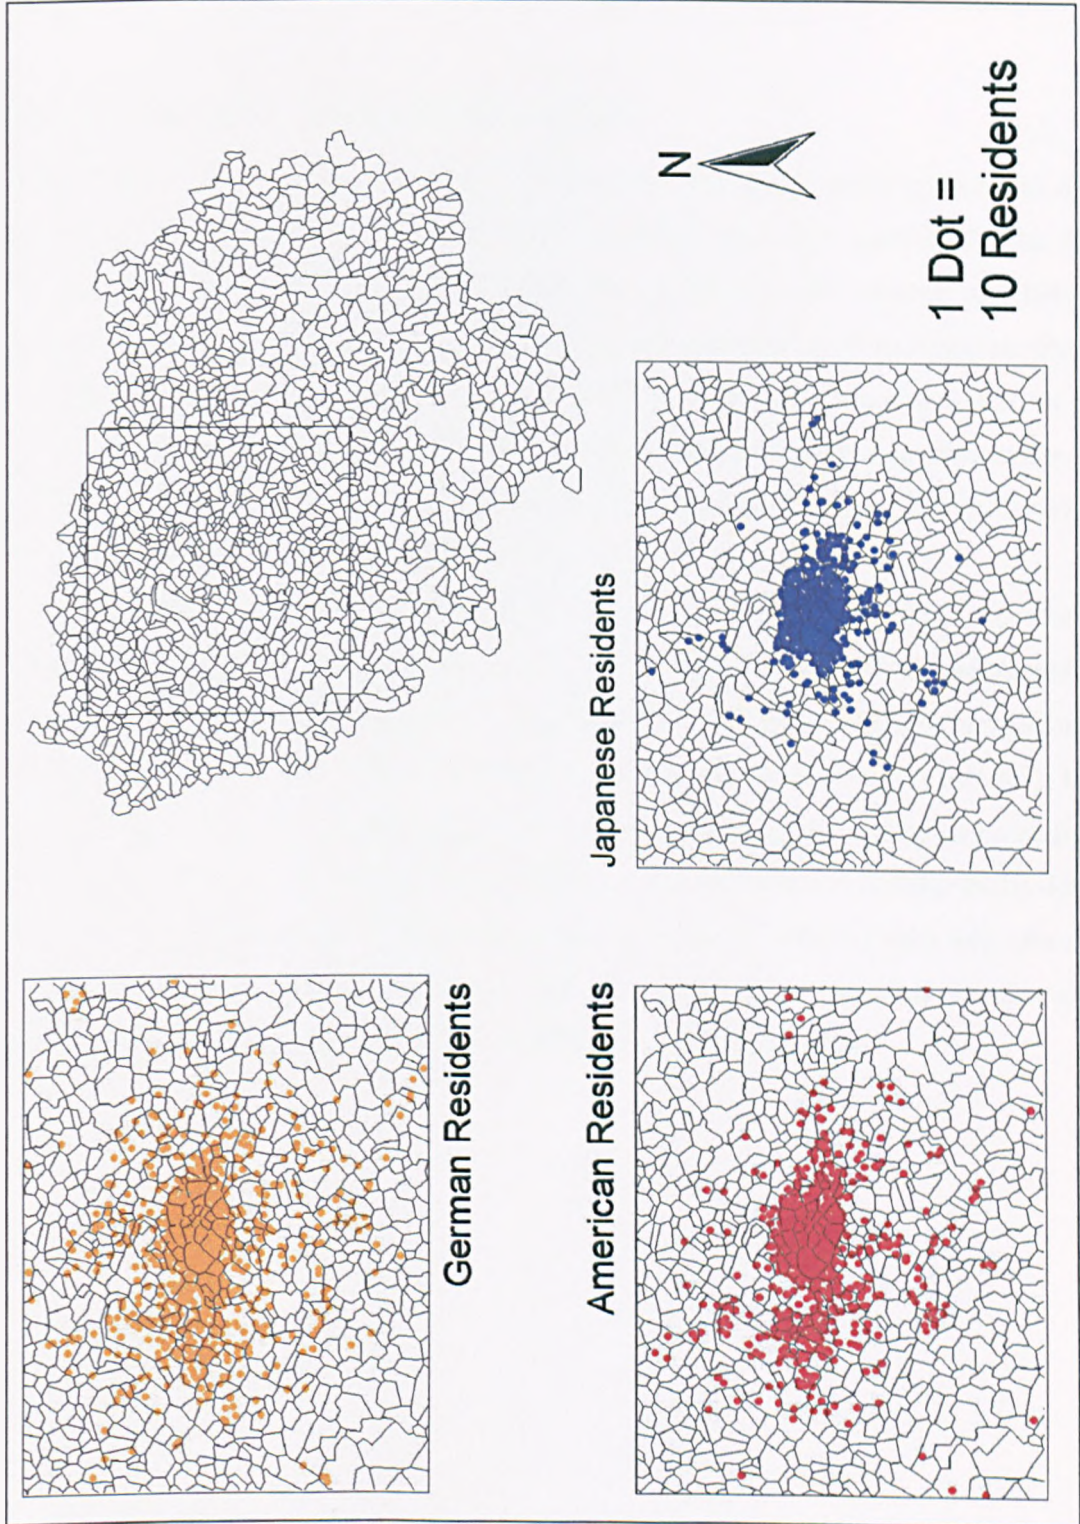 German Residents
American Residents
Japanese Residents
N
1 Dot =
10 Residents